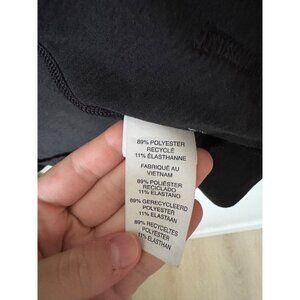 89% POLYESTER
RECYCLÉ
11% ÉLASTHANNE
FABRIQUÉ AU
VIETNAM
89% POLIÉSTER
RECICLADO
11% ELASTANO
89% GERECYCLEERD
POLYESTER
11% ELASTAAN
89% RECYCELTES
POLYESTER
11% ELASTHAN